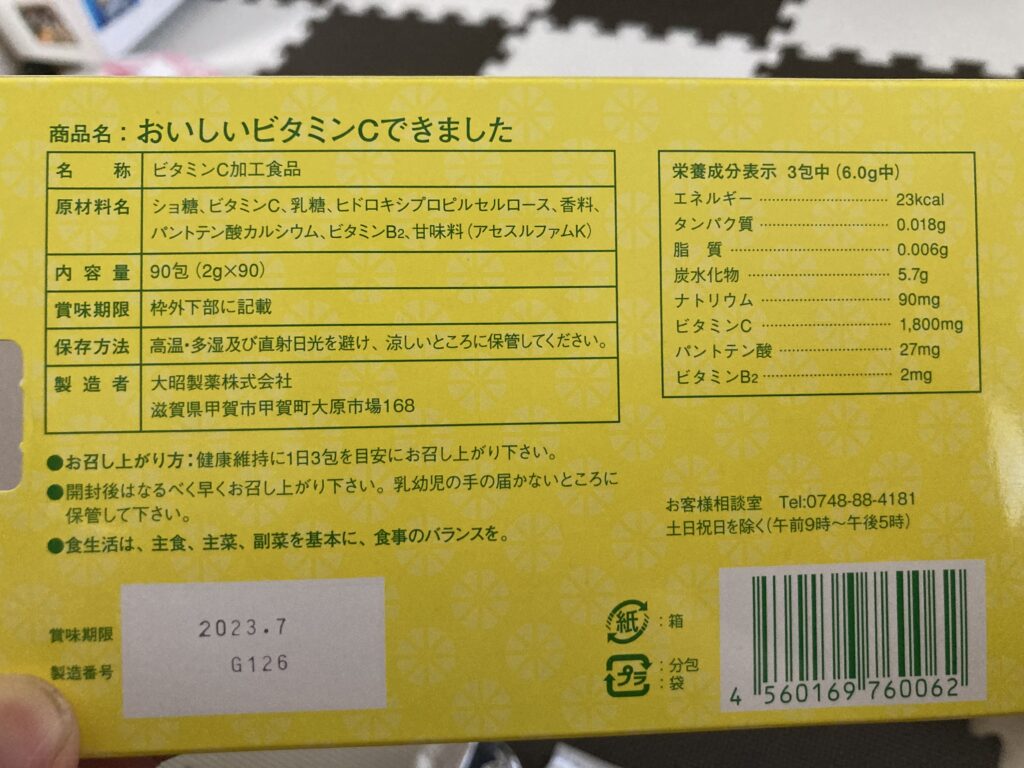 商品名：おいしいビタミンCできました
名称 ビタミンC加工食品
原材料名 ショ糖、ビタミンC、乳糖、ヒドロキシプロピルセルロース、香料、
パントテン酸カルシウム、ビタミンB2、甘味料（アセスルファムK）
内容量 90包（2g×90）
賞味期限 枠外下部に記載
保存方法 高温・多湿及び直射日光を避け、涼しいところに保管してください。
製造者 大昭製薬株式会社
滋賀県甲賀市甲賀町大原市場168
●お召し上がり方：健康維持に1日3包を目安にお召し上がり下さい。
●開封後はなるべく早くお召し上がり下さい。乳幼児の手の届かないところに
保管して下さい。
●食生活は、主食、主菜、副菜を基本に、食事のバランスを。
賞味期限 2023.7
製造番号 G126
栄養成分表示 3包中（6.0g中）
エネルギー 23kcal
タンパク質 0.018g
脂質 0.006g
炭水化物 5.7g
ナトリウム 90mg
ビタミンC 1,800mg
パントテン酸 27mg
ビタミンB2 2mg
お客様相談室 Tel:0748-88-4181
土日祝日を除く（午前9時〜午後5時）
紙：箱
プラ：分包
：袋
4 560169 760062